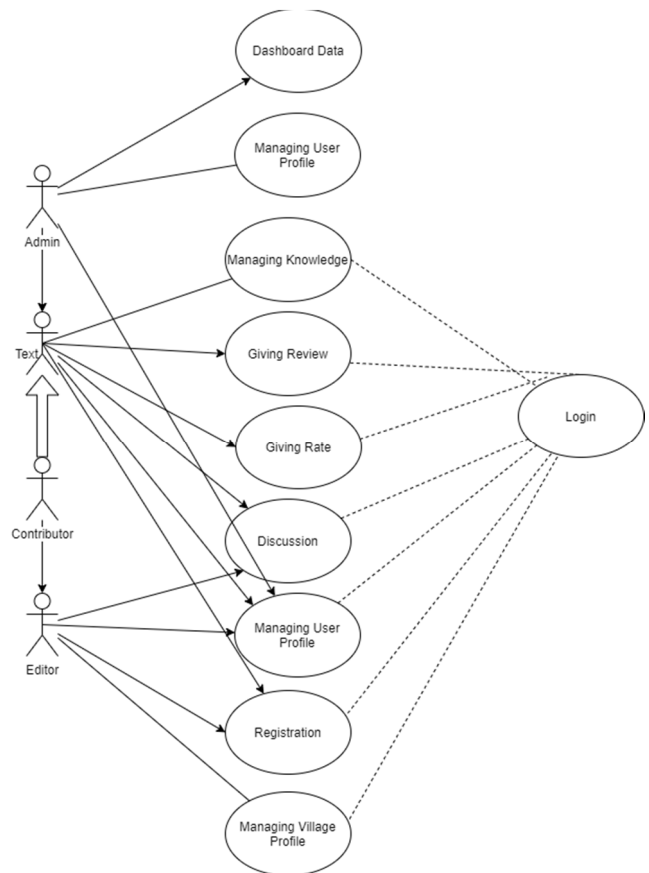 Dashboard Data
Managing User
Profile
Admin
Managing Knowledge
Text
Giving Review
Login
Giving Rate
Contributor
Discussion
Managing User
Profile
Editor
Registration
Managing Village
Profile